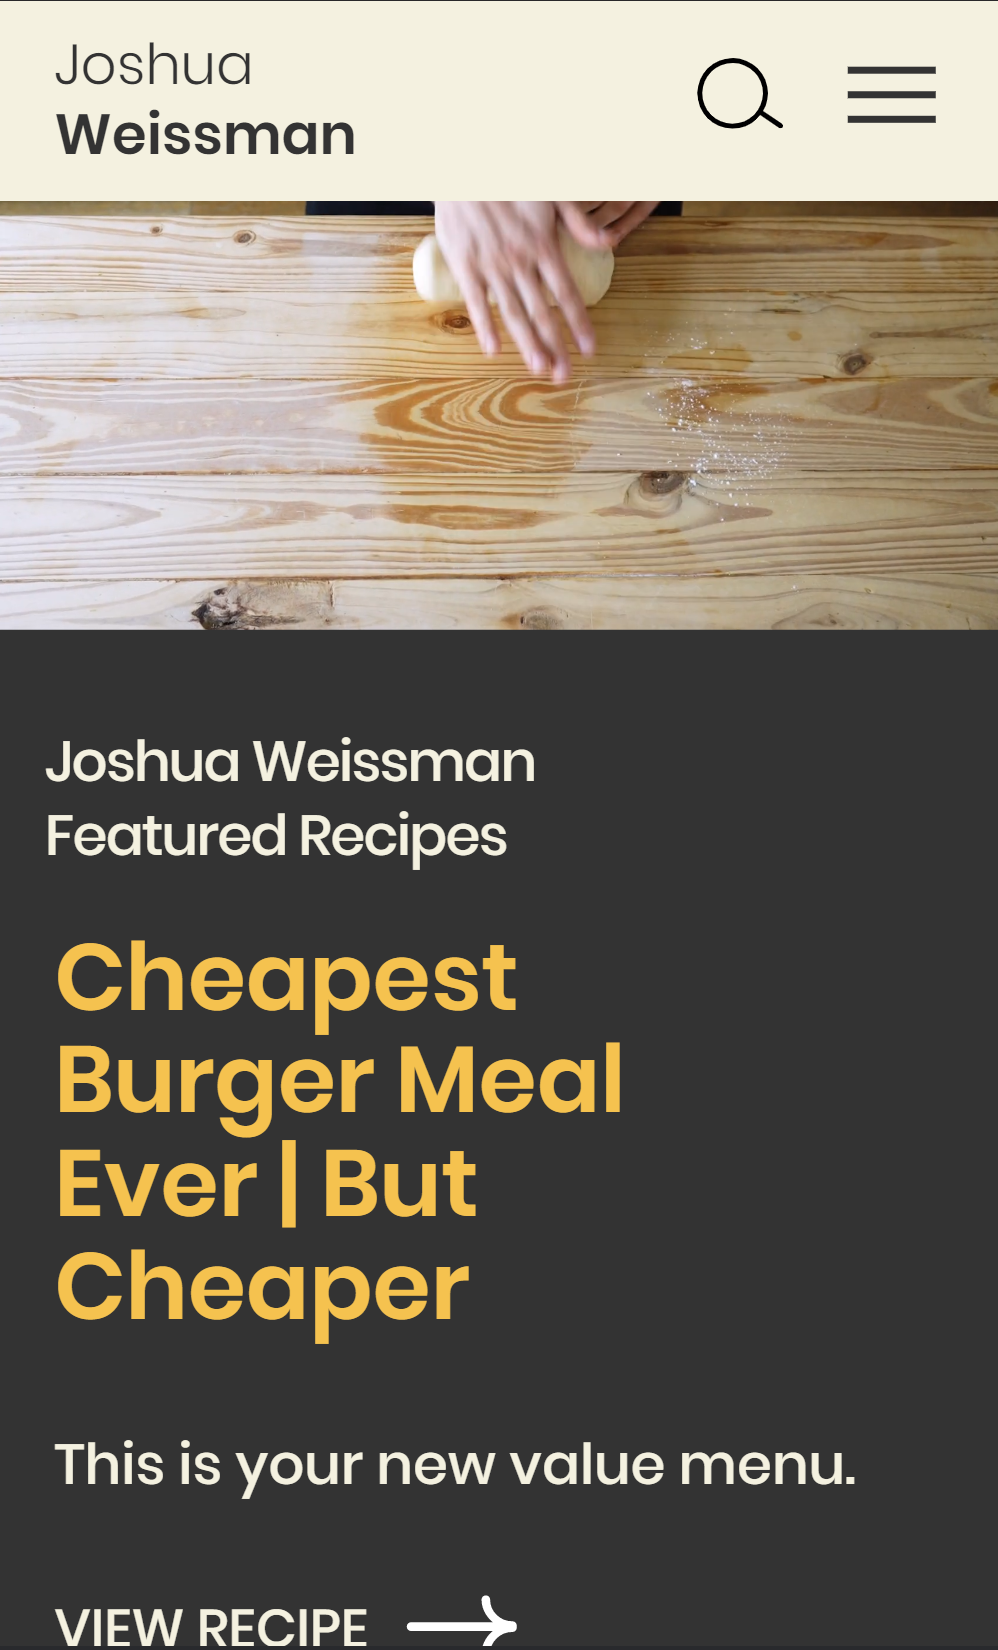 Joshua
Weissman
Joshua Weissman
Featured Recipes
Cheapest
Burger Meal
Ever | But
Cheaper
This is your new value menu.
VIEW RECIPE